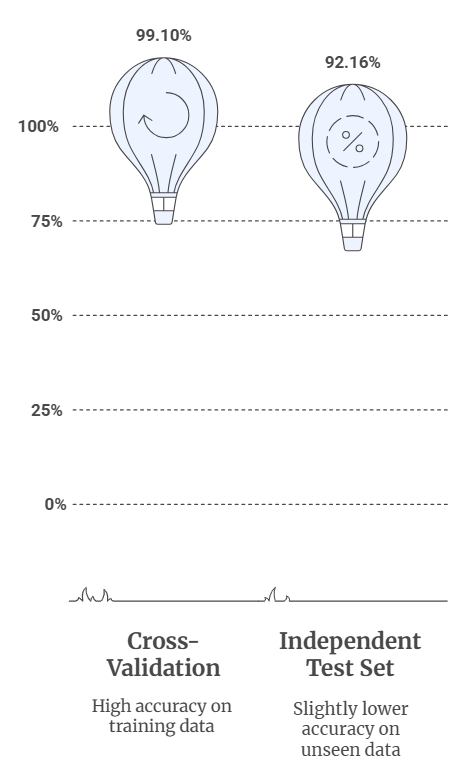 99.10%
92.16%
100%
75%
50%
25%
0%
Cross-
Validation
High accuracy on
training data
Independent
Test Set
Slightly lower
accuracy on
unseen data